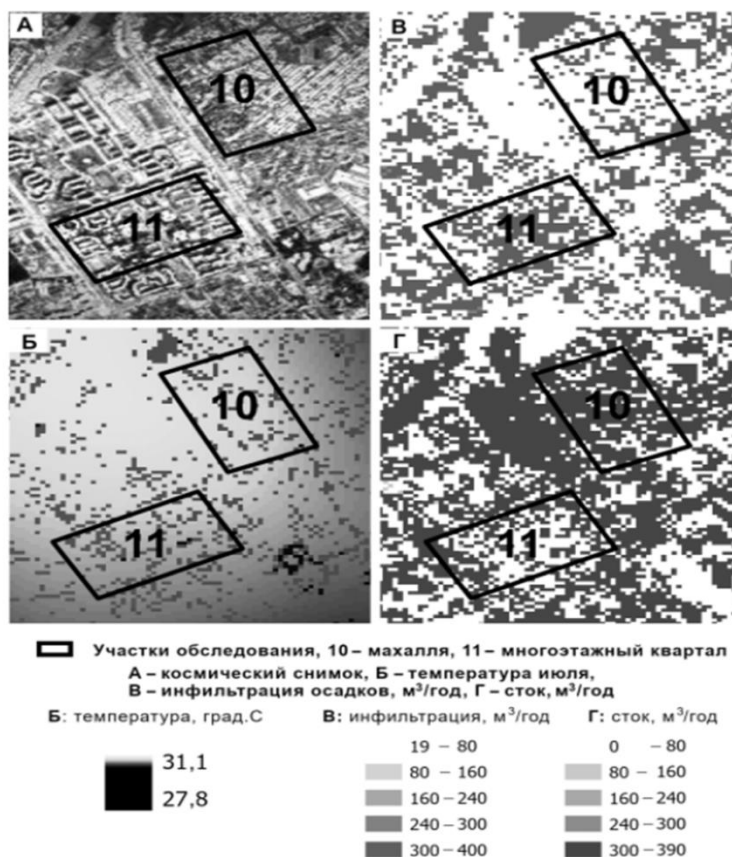 А
10
11
В
10
11
Б
10
11
Г
10
11
Участки обследования, 10 – махалля, 11 – многоэтажный квартал
А – космический снимок, Б – температура июля,
В – инфильтрация осадков, м³/год, Г – сток, м³/год
Б: температура, град.С
31,1
27,8
В: инфильтрация, м³/год
19 – 80
80 – 160
160 – 240
240 – 300
300 – 400
Г: сток, м³/год
0 – 80
80 – 160
160 – 240
240 – 300
300 – 390